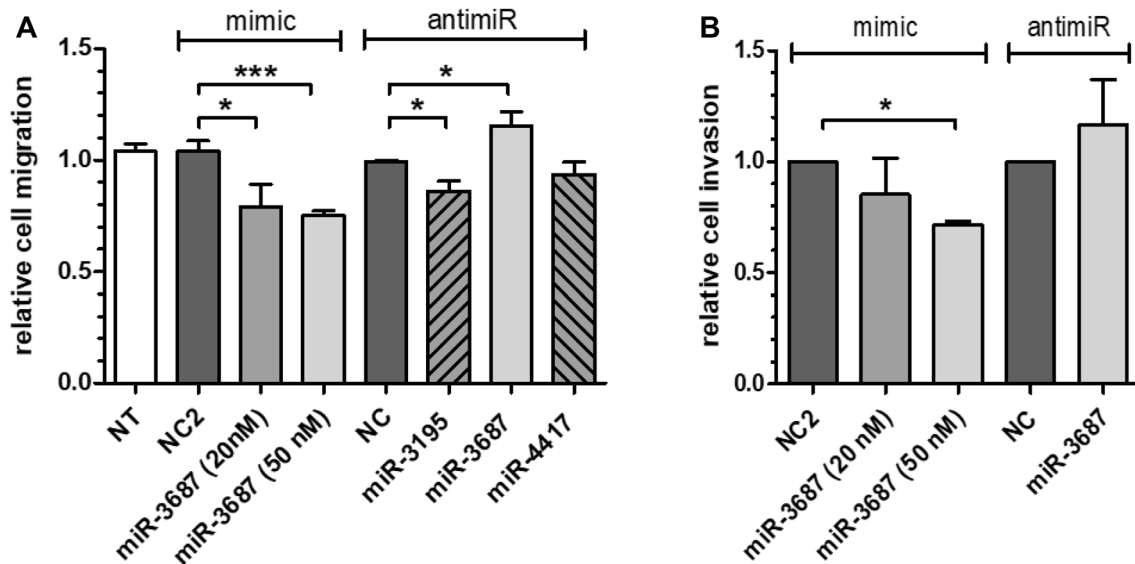 A
mimic
antimiR
relative cell migration
1.5
1.0
0.5
0.0
***
*
*
*
NT
NC2
miR-3687 (20nM)
miR-3687 (50 nM)
NC
miR-3195
miR-3687
miR-4417
B
mimic
antimiR
relative cell invasion
1.5
1.0
0.5
0.0
*
NC2
miR-3687 (20 nM)
miR-3687 (50 nM)
NC
miR-3687